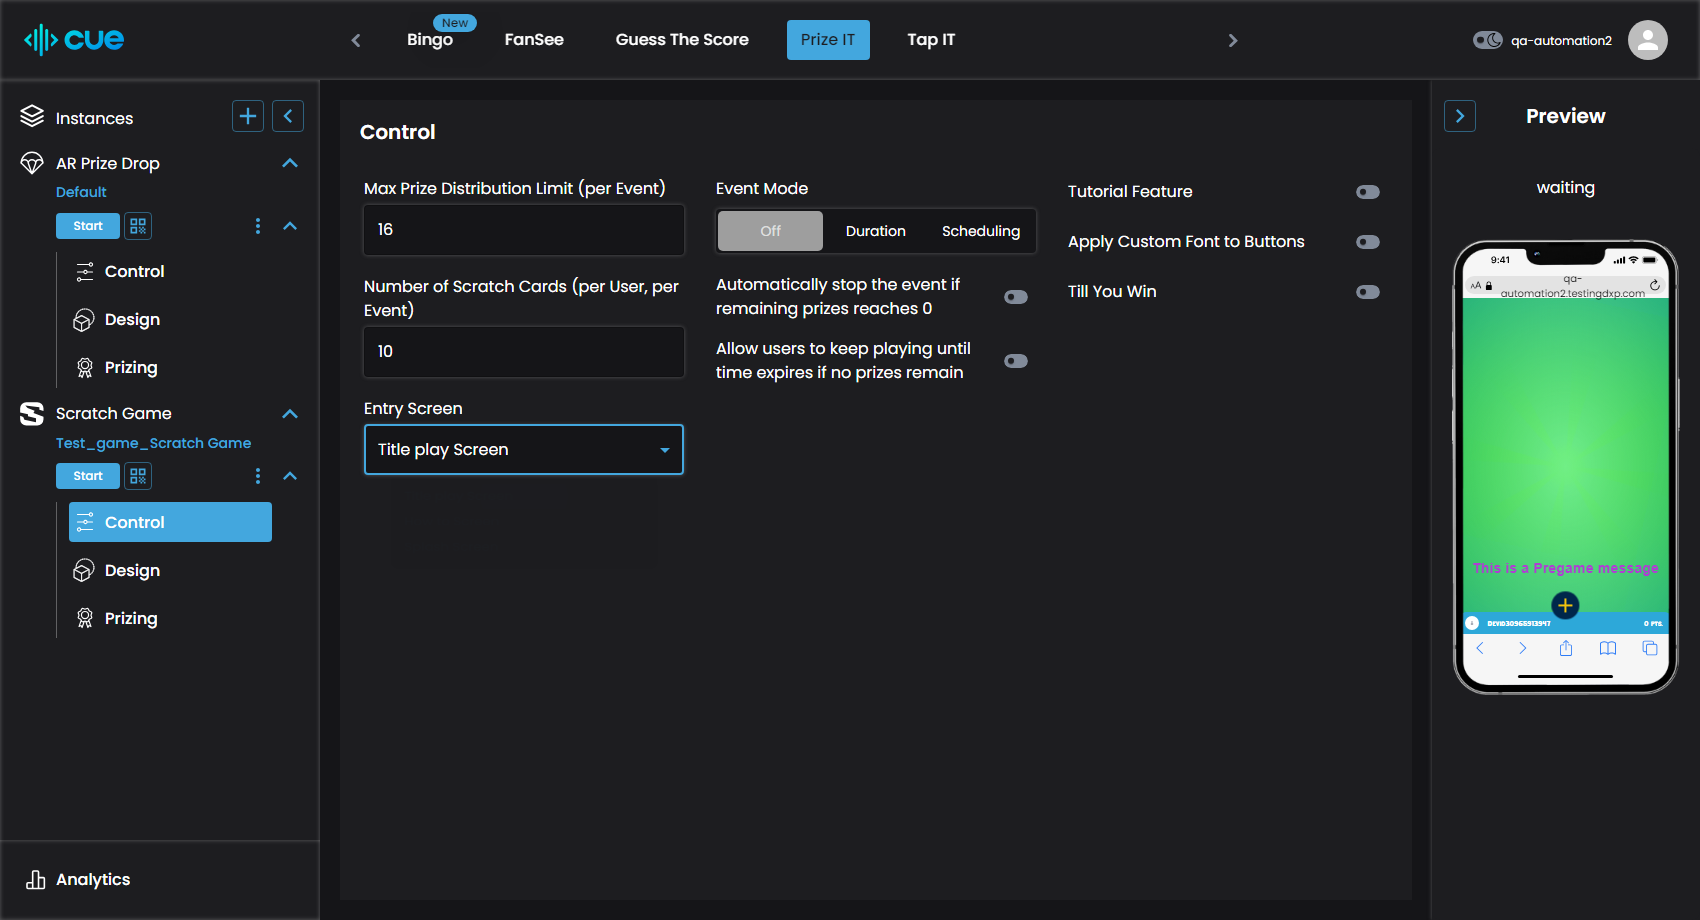 cue
New
Bingo
FanSee
Guess The Score
Prize IT
Tap IT
qa-automation2
Instances
AR Prize Drop
Default
Start
Control
Design
Prizing
Scratch Game
Test_game_Scratch Game
Start
Control
Design
Prizing
Analytics
Control
Max Prize Distribution Limit (per Event)
16
Number of Scratch Cards (per User, per
Event)
10
Entry Screen
Title play Screen
Event Mode
Off
Duration
Scheduling
Automatically stop the event if
remaining prizes reaches 0
Allow users to keep playing until
time expires if no prizes remain
Tutorial Feature
Apply Custom Font to Buttons
Till You Win
Preview
waiting
9:41
AA
qa-
automation2.testingdxp.com
This is a Pregame message
0 PTS.